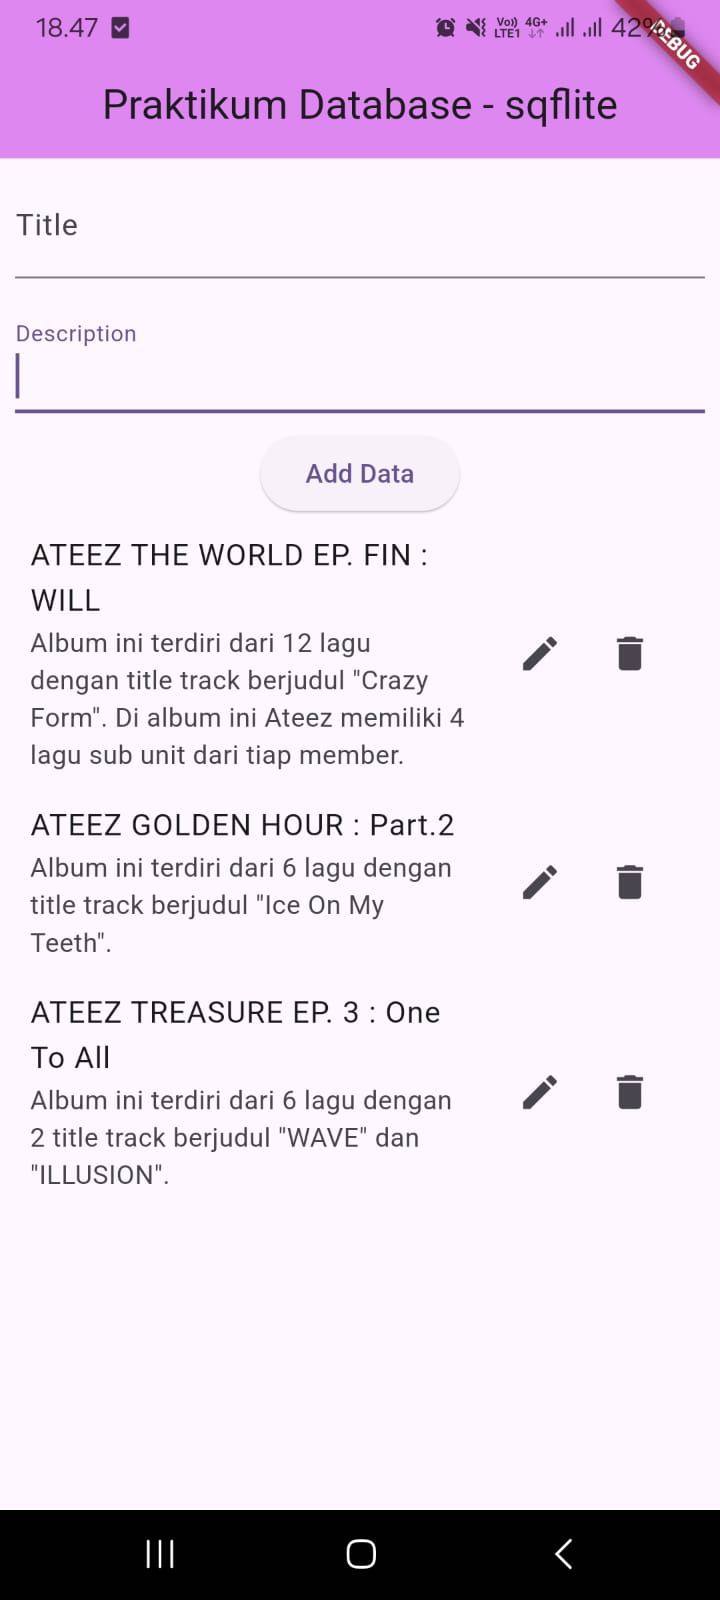 18.47
Vo)) 4G+
LTE1
42%
DEBUG
Praktikum Database - sqflite
Title
Description
Add Data
ATEEZ THE WORLD EP. FIN :
WILL
Album ini terdiri dari 12 lagu
dengan title track berjudul "Crazy
Form". Di album ini Ateez memiliki 4
lagu sub unit dari tiap member.
ATEEZ GOLDEN HOUR : Part.2
Album ini terdiri dari 6 lagu dengan
title track berjudul "Ice On My
Teeth".
ATEEZ TREASURE EP. 3 : One
To All
Album ini terdiri dari 6 lagu dengan
2 title track berjudul "WAVE" dan
"ILLUSION".